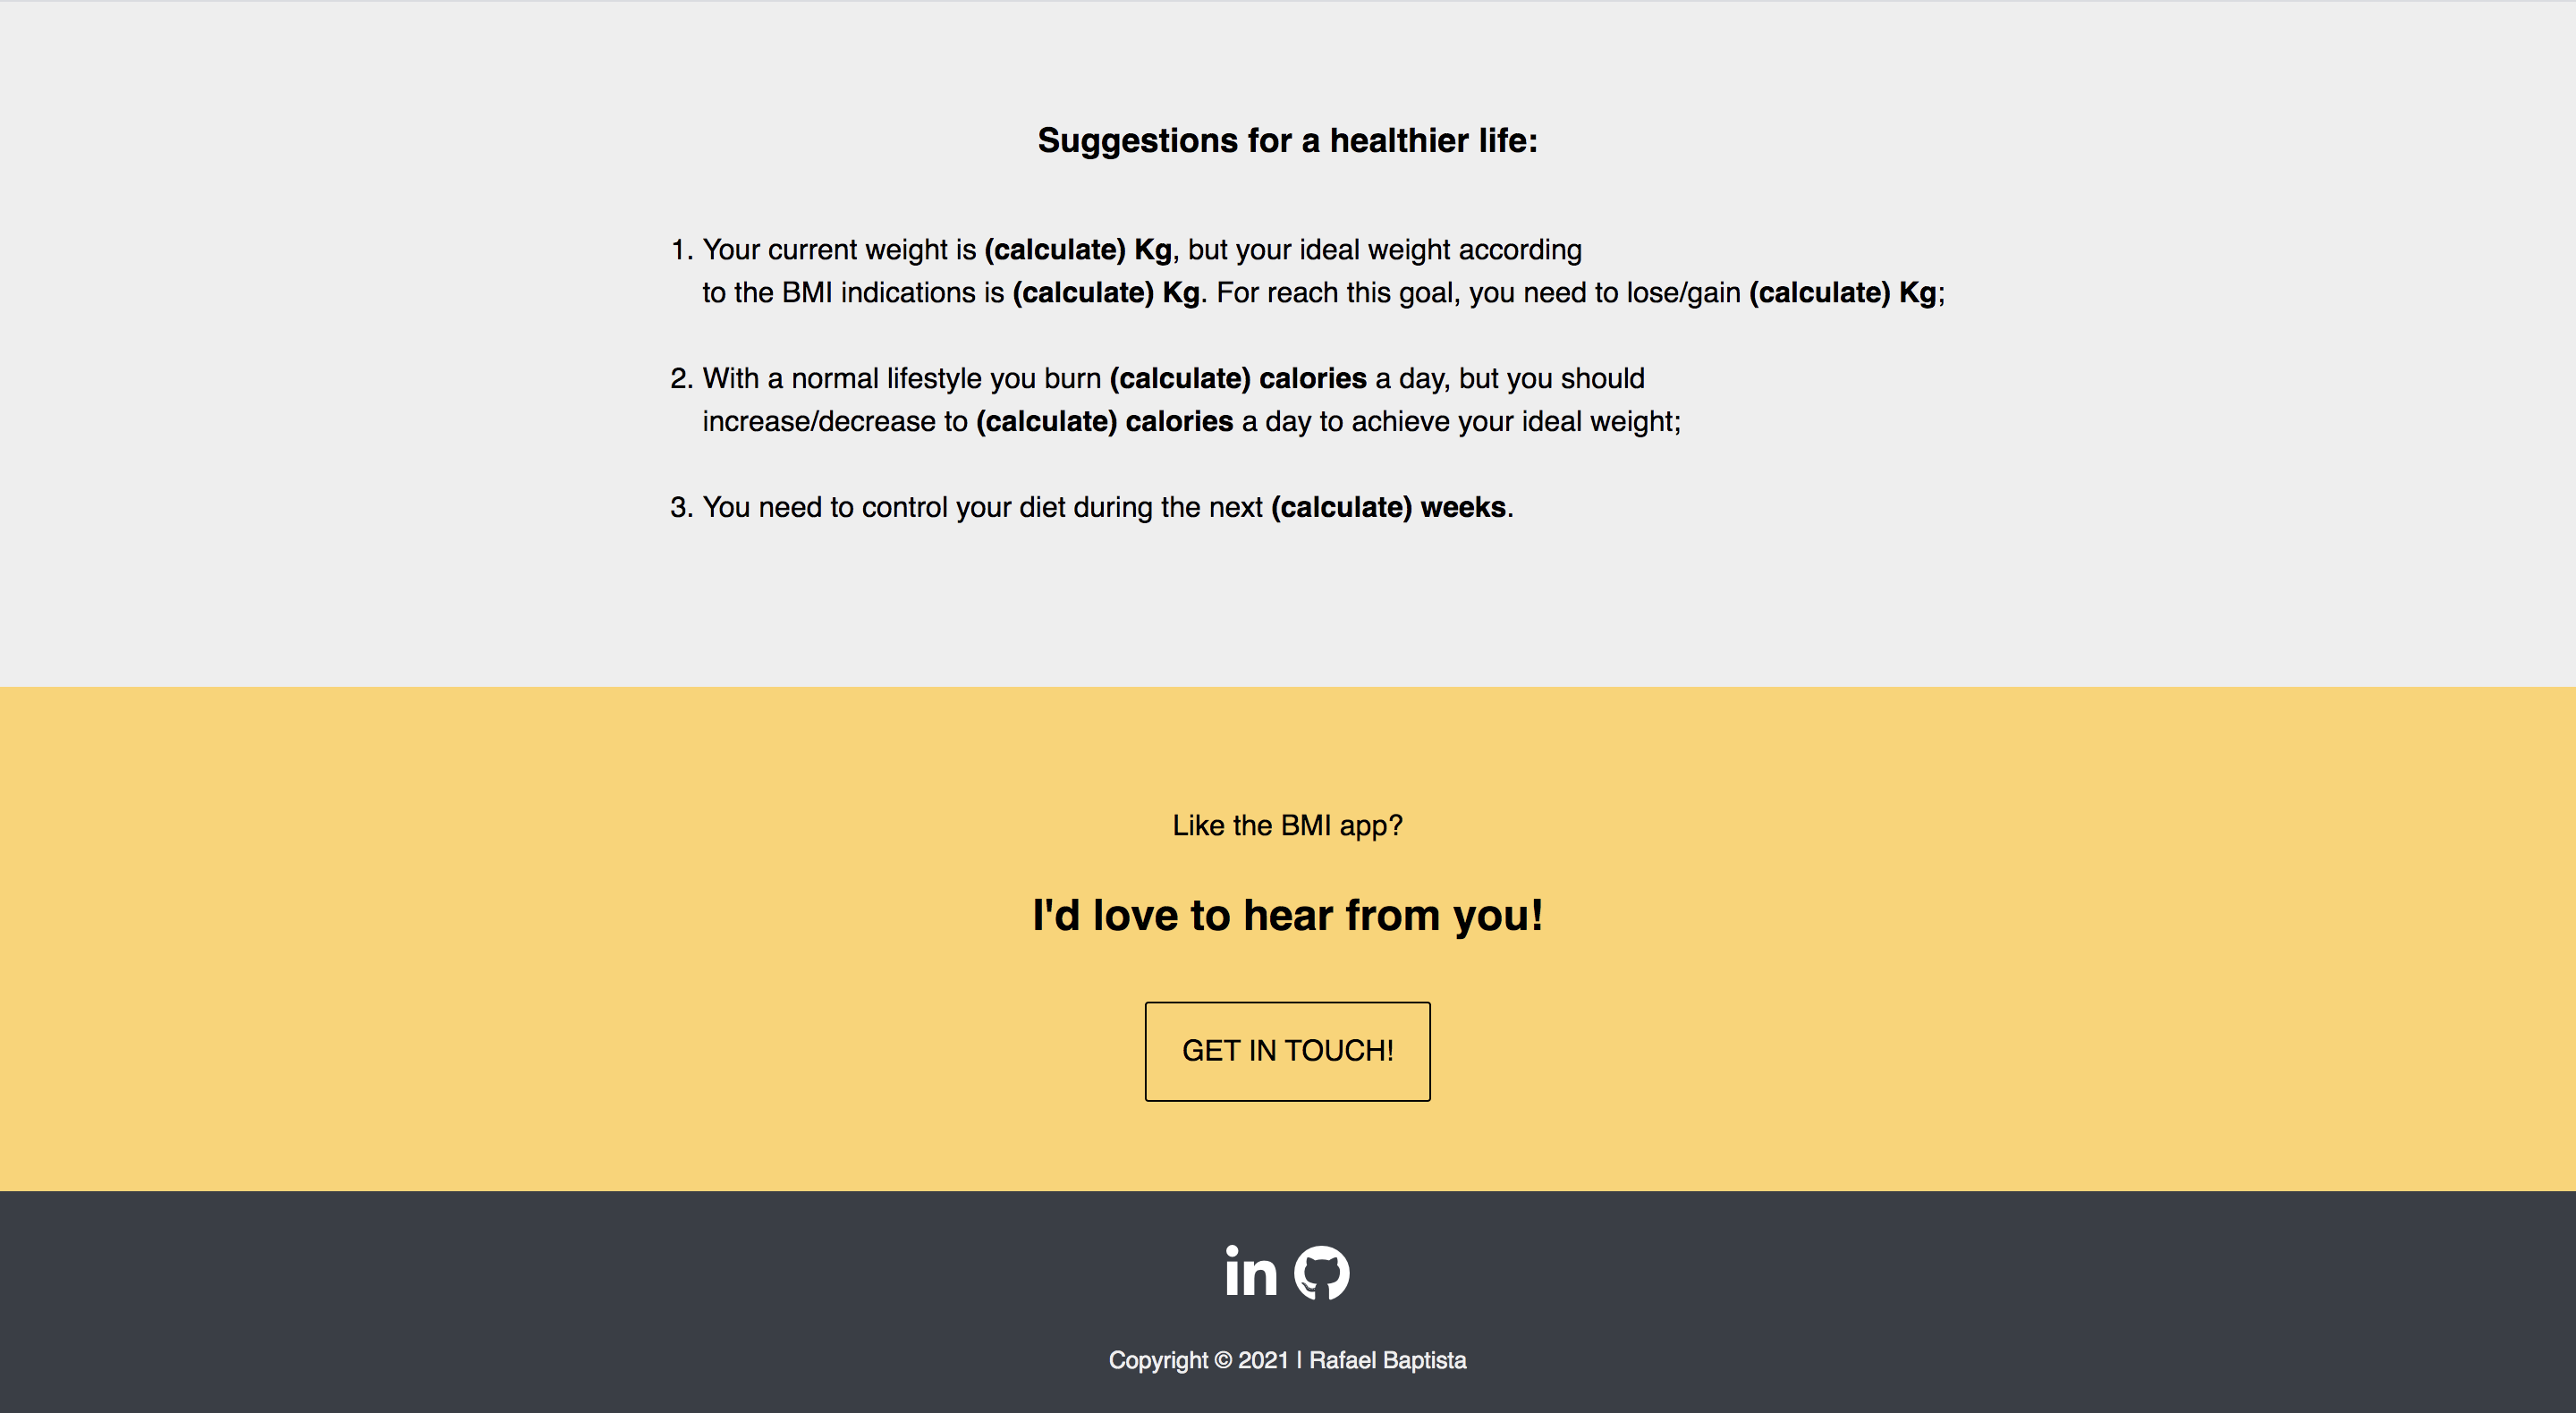 Suggestions for a healthier life:
1. Your current weight is (calculate) Kg, but your ideal weight according
to the BMI indications is (calculate) Kg. For reach this goal, you need to lose/gain (calculate) Kg;
2. With a normal lifestyle you burn (calculate) calories a day, but you should
increase/decrease to (calculate) calories a day to achieve your ideal weight;
3. You need to control your diet during the next (calculate) weeks.
Like the BMI app?
I'd love to hear from you!
GET IN TOUCH!
in
Copyright © 2021 | Rafael Baptista